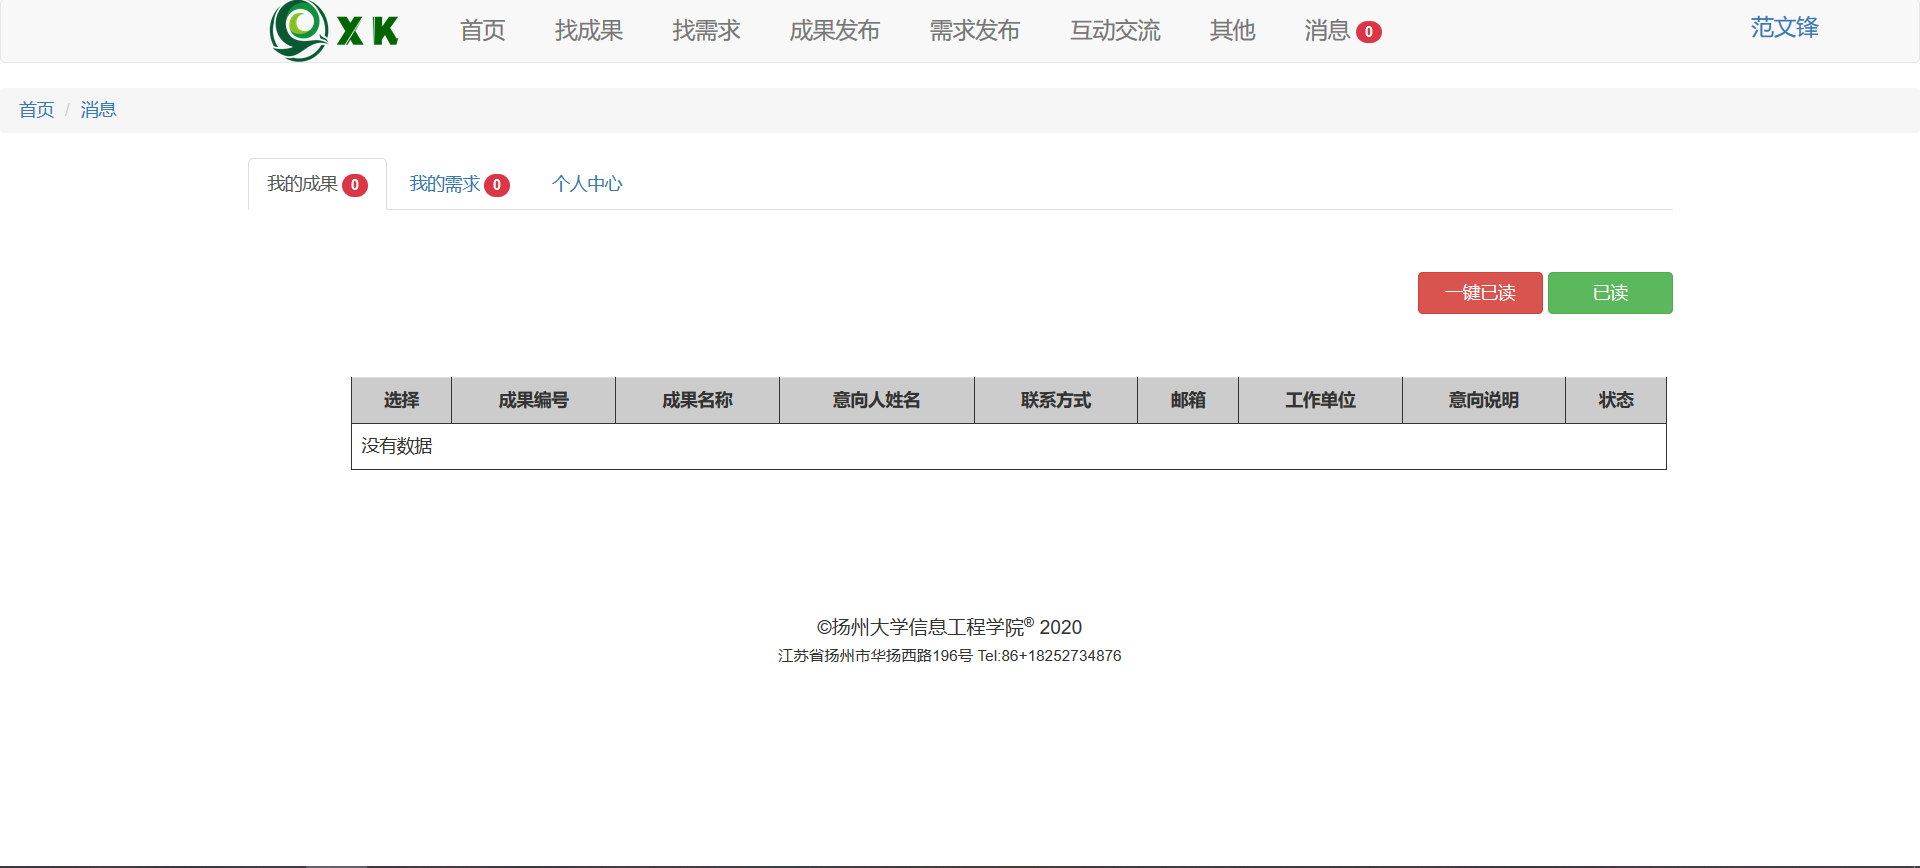 XK 首页 找成果 找需求 成果发布 需求发布 互动交流 其他 消息 0 范文锋
首页 / 消息
我的成果 0 我的需求 0 个人中心
一键已读 已读
选择 成果编号 成果名称 意向人姓名 联系方式 邮箱 工作单位 意向说明 状态
没有数据
©扬州大学信息工程学院® 2020
江苏省扬州市华扬西路196号 Tel:86+18252734876